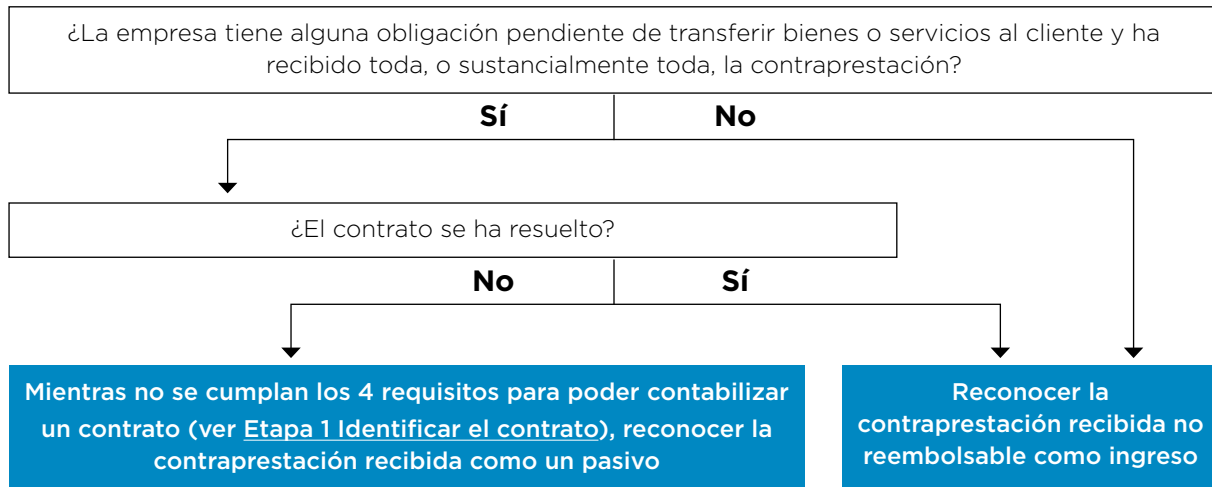 ¿La empresa tiene alguna obligación pendiente de transferir bienes o servicios al cliente y ha
recibido toda, o sustancialmente toda, la contraprestación?
Sí No
¿El contrato se ha resuelto?
No Sí
Mientras no se cumplan los 4 requisitos para poder contabilizar
un contrato (ver Etapa 1 Identificar el contrato), reconocer la
contraprestación recibida como un pasivo
Reconocer la
contraprestación recibida no
reembolsable como ingreso